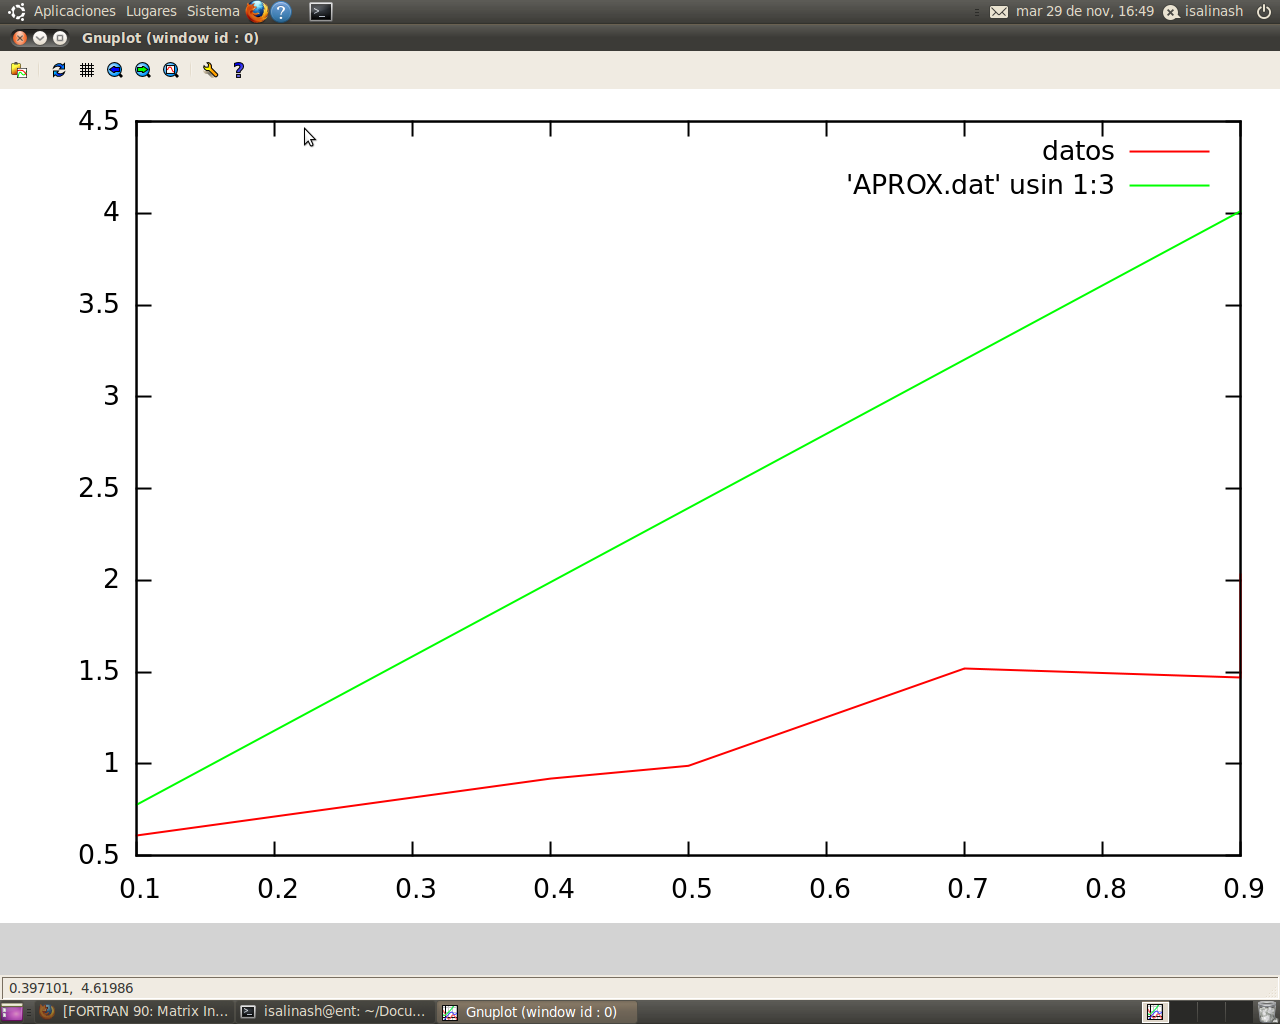 Aplicaciones Lugares Sistema mar 29 de nov, 16:49 isalinash
Gnuplot (window id : 0)
4.5
datos
'APROX.dat' usin 1:3
4
3.5
3
2.5
2
1.5
1
0.5
0.1 0.2 0.3 0.4 0.5 0.6 0.7 0.8 0.9
0.397101, 4.61986
[FORTRAN 90: Matrix In... isalinash@ent: ~/Docu... Gnuplot (window id : 0)